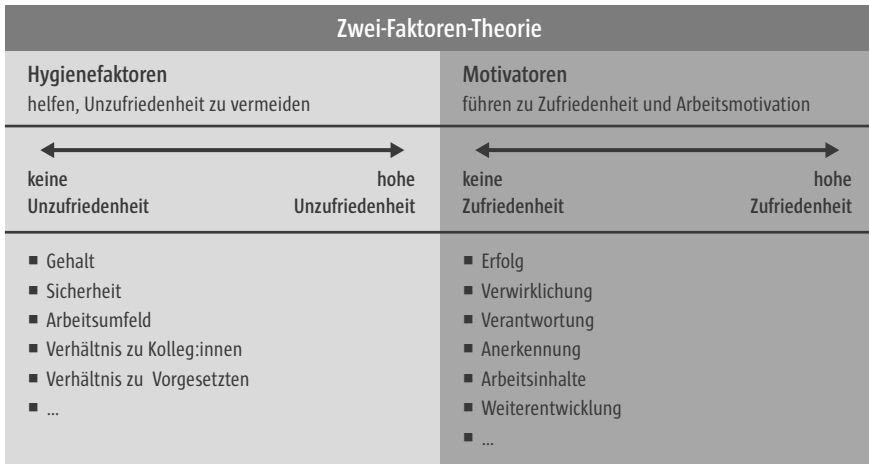 Zwei-Faktoren-Theorie
Hygienefaktoren
helfen, Unzufriedenheit zu vermeiden
Motivatoren
führen zu Zufriedenheit und Arbeitsmotivation
keine
Unzufriedenheit
hohe
Unzufriedenheit
keine
Zufriedenheit
hohe
Zufriedenheit
■ Gehalt
■ Sicherheit
■ Arbeitsumfeld
■ Verhältnis zu Kolleg:innen
■ Verhältnis zu Vorgesetzten
■ ...
■ Erfolg
■ Verwirklichung
■ Verantwortung
■ Anerkennung
■ Arbeitsinhalte
■ Weiterentwicklung
■ ...